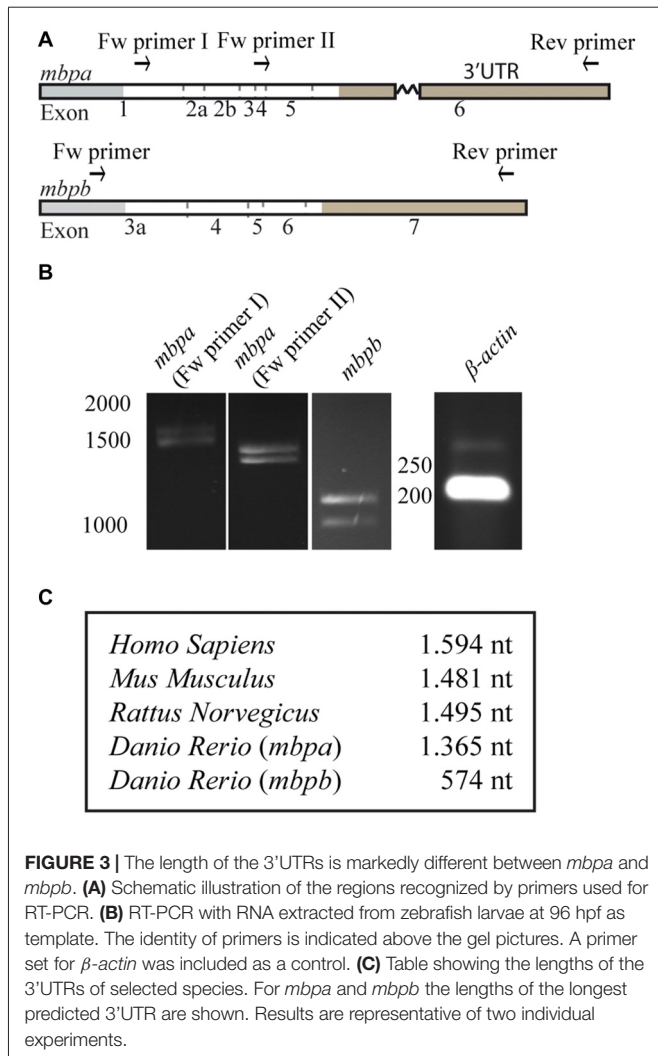 A
Fw primer I Fw primer II Rev primer
mbpa 3'UTR
Exon 1 2a 2b 3 4 5 6
Fw primer Rev primer
mbpb
Exon 3a 4 5 6 7
B
mbpa
(Fw primer I)
mbpa
(Fw primer II)
mbpb
β-actin
2000
1500
1000
250
200
C
Homo Sapiens 1.594 nt
Mus Musculus 1.481 nt
Rattus Norvegicus 1.495 nt
Danio Rerio (mbpa) 1.365 nt
Danio Rerio (mbpb) 574 nt
FIGURE 3 | The length of the 3'UTRs is markedly different between mbpa and
mbpb. (A) Schematic illustration of the regions recognized by primers used for
RT-PCR. (B) RT-PCR with RNA extracted from zebrafish larvae at 96 hpf as
template. The identity of primers is indicated above the gel pictures. A primer
set for β-actin was included as a control. (C) Table showing the lengths of the
3'UTRs of selected species. For mbpa and mbpb the lengths of the longest
predicted 3'UTR are shown. Results are representative of two individual
experiments.